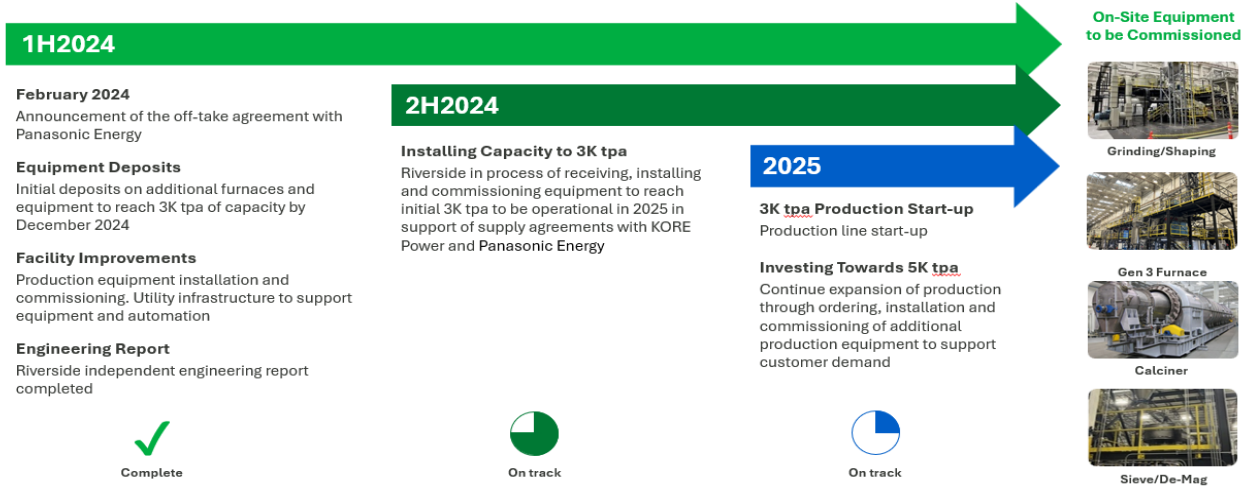 1H2024
February 2024
Announcement of the off-take agreement with
Panasonic Energy
Equipment Deposits
Initial deposits on additional furnaces and
equipment to reach 3K tpa of capacity by
December 2024
Facility Improvements
Production equipment installation and
commissioning. Utility infrastructure to support
equipment and automation
Engineering Report
Riverside independent engineering report
completed
Complete
2H2024
Installing Capacity to 3K tpa
Riverside in process of receiving, installing
and commissioning equipment to reach
initial 3K tpa to be operational in 2025 in
support of supply agreements with KORE
Power and Panasonic Energy
On track
2025
3K tpa Production Start-up
Production line start-up
Investing Towards 5K tpa
Continue expansion of production
through ordering, installation and
commissioning of additional
production equipment to support
customer demand
On track
On-Site Equipment
to be Commissioned
Grinding/Shaping
Gen 3 Furnace
Calciner
Sieve/De-Mag